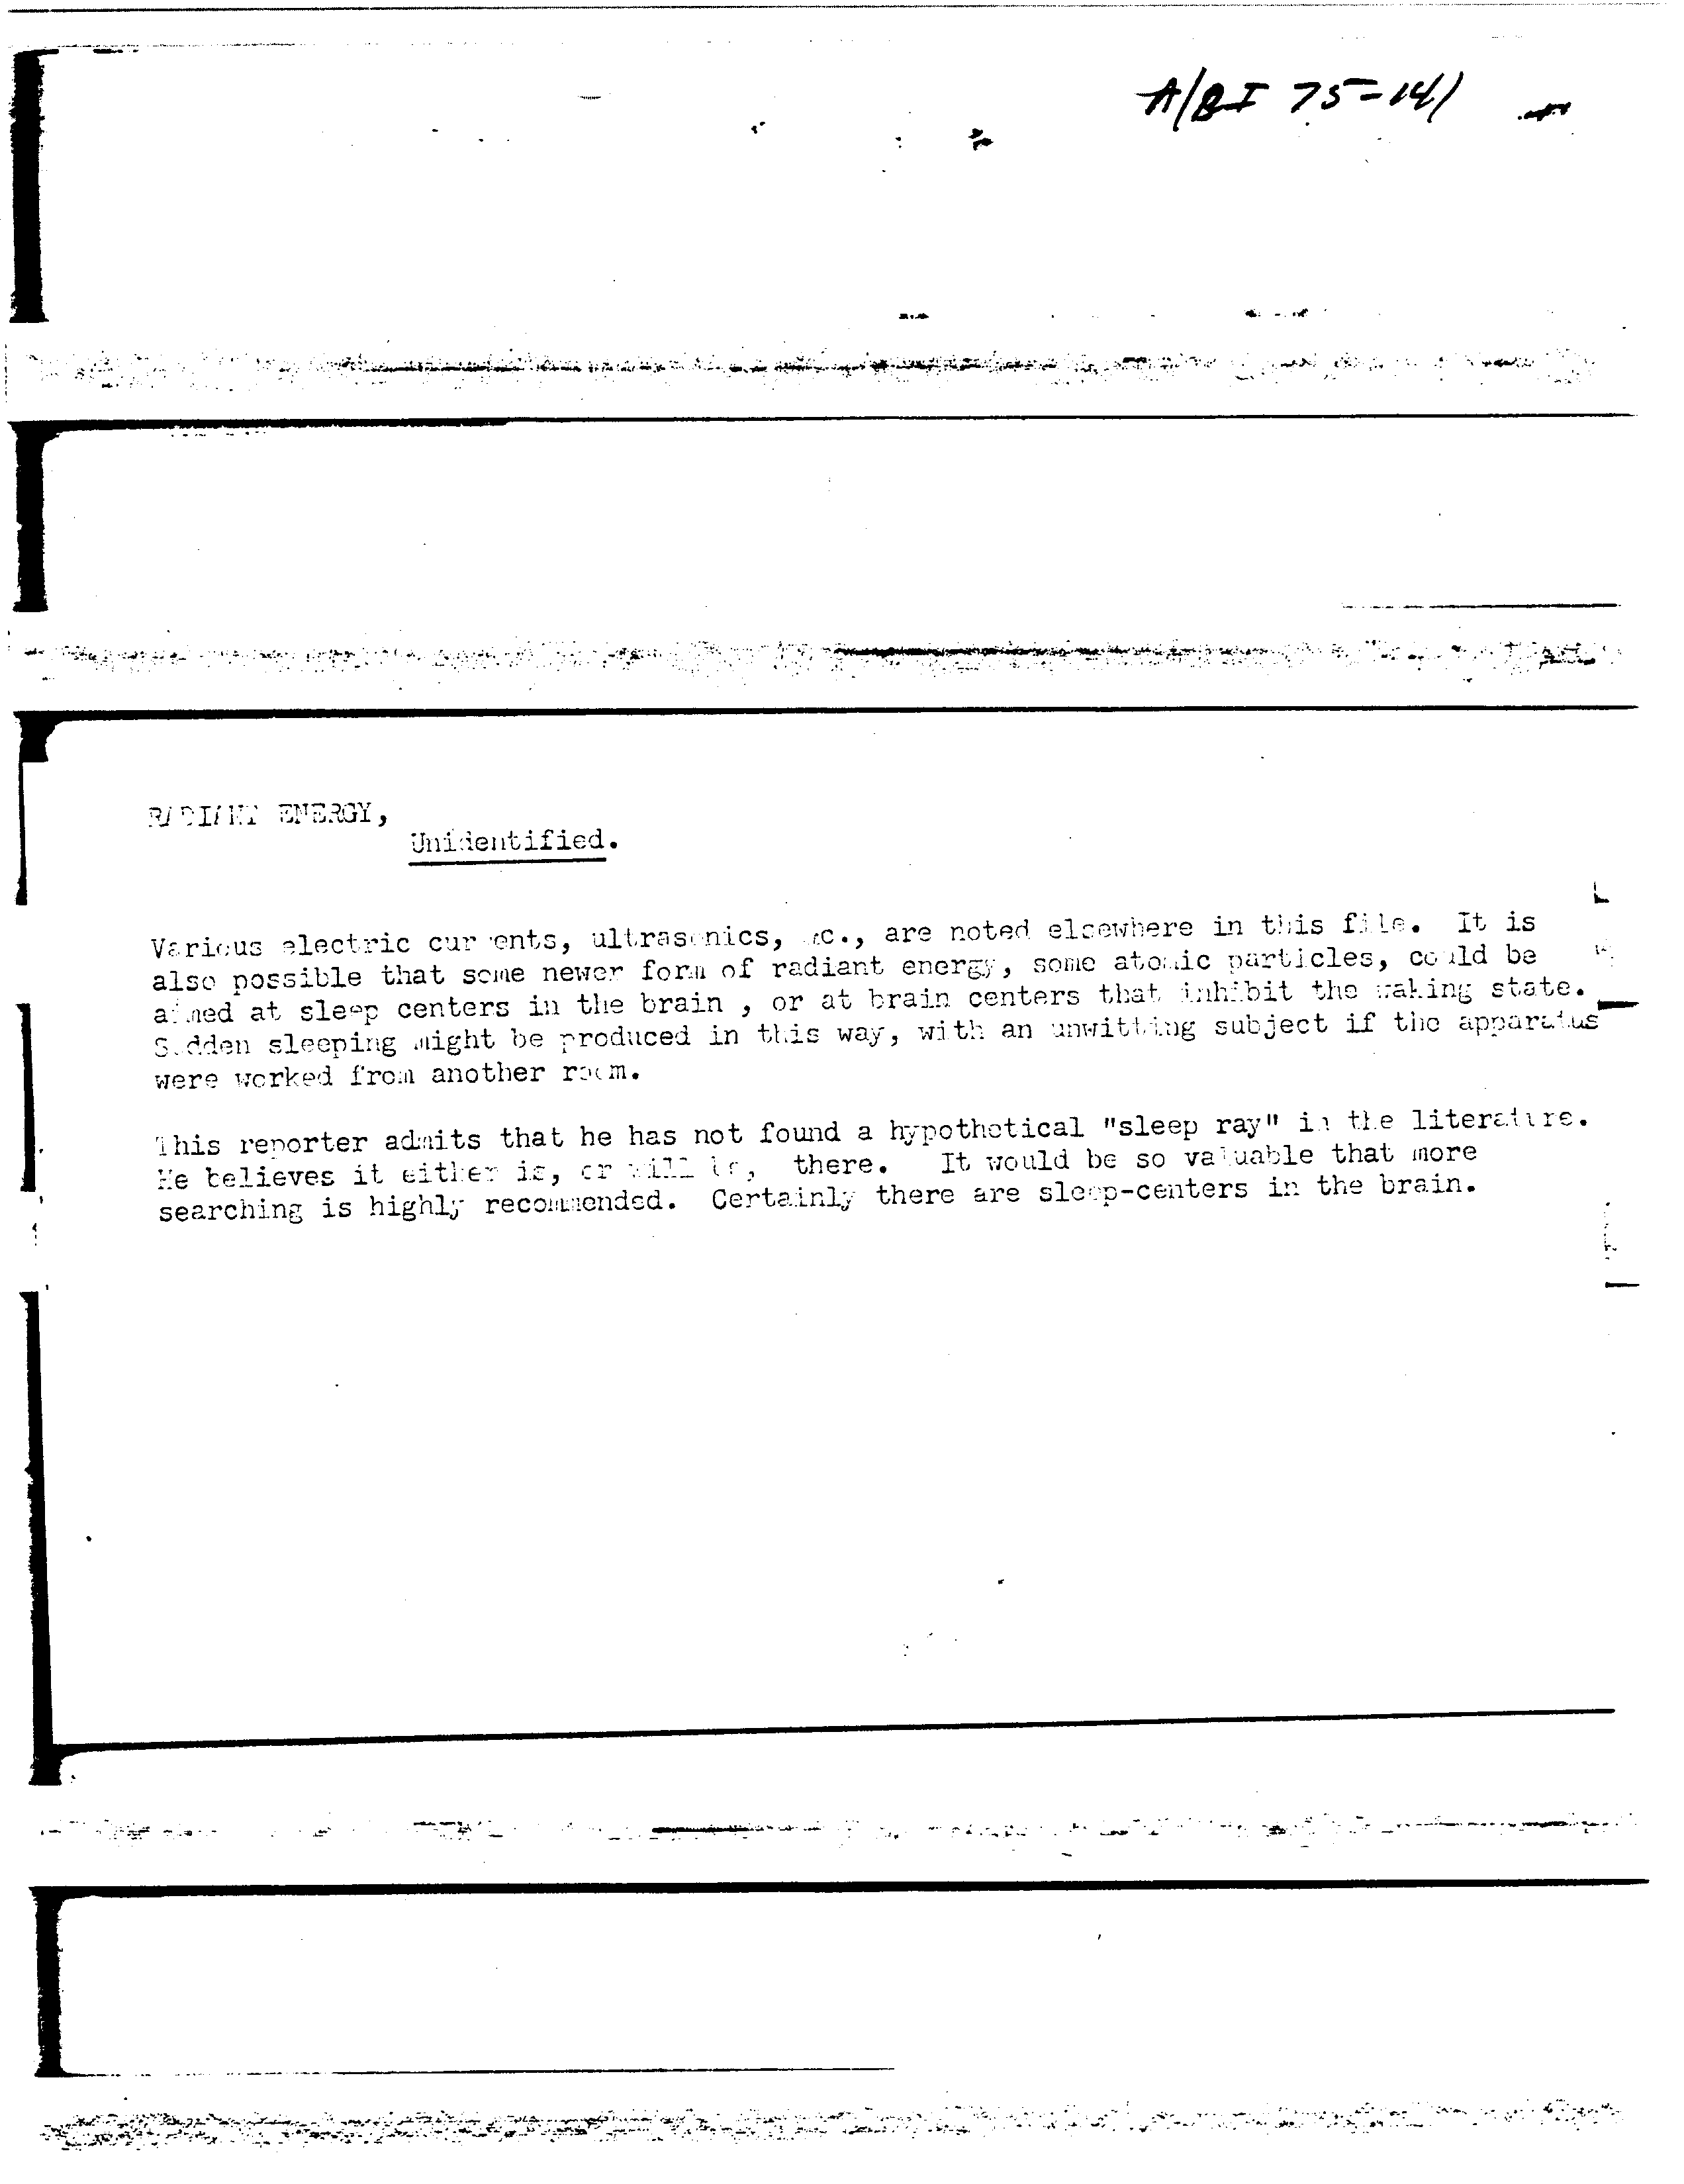 A/BI 75-141
RADIANT ENERGY,
Unidentified.
Various electric currents, ultrasonics, &c., are noted elsewhere in this file. It is
also possible that some newer form of radiant energy, some atomic particles, could be
aimed at sleep centers in the brain , or at brain centers that inhibit the waking state.
Sudden sleeping might be produced in this way, with an unwitting subject if the apparatus
were worked from another room.
This reporter admits that he has not found a hypothetical "sleep ray" in the literature.
He believes it either is, or will be, there. It would be so valuable that more
searching is highly recommended. Certainly there are sleep-centers in the brain.